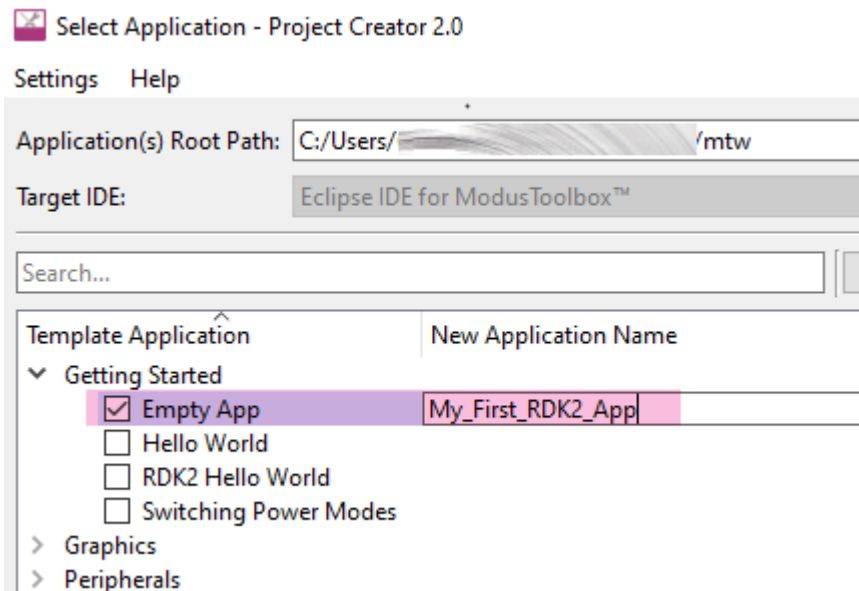 Select Application - Project Creator 2.0
Settings Help
Application(s) Root Path: C:/Users/ /mtw
Target IDE: Eclipse IDE for ModusToolbox™
Search...
Template Application New Application Name
Getting Started
Empty App My_First_RDK2_App
Hello World
RDK2 Hello World
Switching Power Modes
Graphics
Peripherals